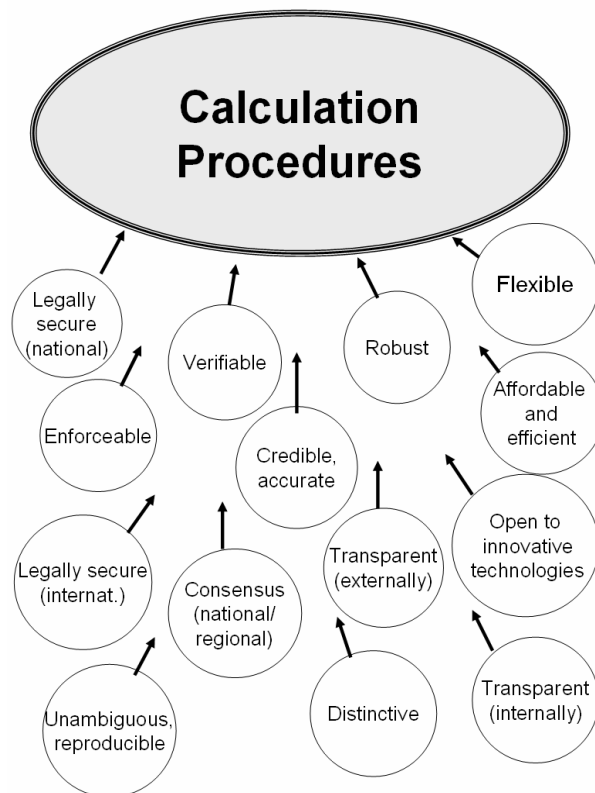 Calculation
Procedures
Flexible
Legally
secure
(national)
Verifiable
Robust
Affordable
and
efficient
Enforceable
Credible,
accurate
Open to
innovative
technologies
Transparent
(externally)
Legally secure
(internat.)
Consensus
(national/
regional)
Transparent
(internally)
Distinctive
Unambiguous,
reproducible